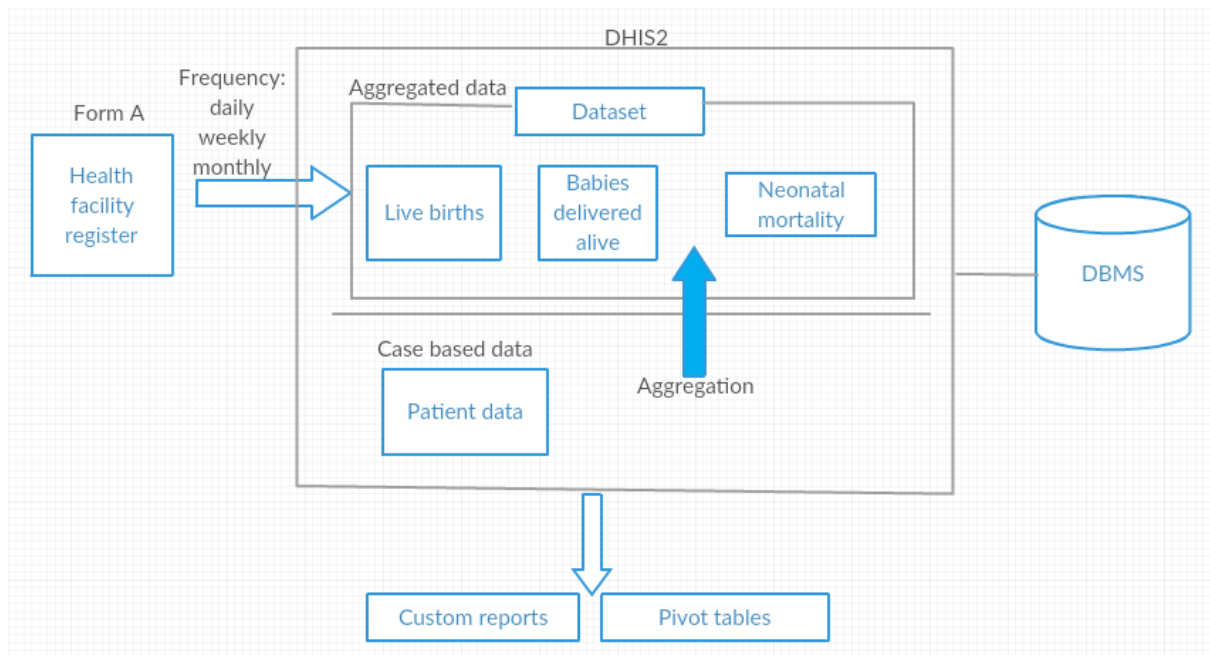 DHIS2
Form A
Health
facility
register
Frequency:
daily
weekly
monthly
Aggregated data
Dataset
Live births
Babies
delivered
alive
Neonatal
mortality
DBMS
Case based data
Patient data
Aggregation
Custom reports
Pivot tables